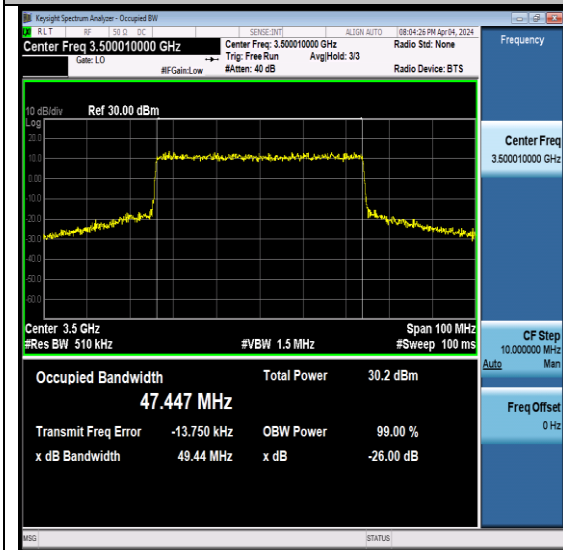 Keysight Spectrum Analyzer - Occupied BW
RLT RF 50 Ω DC SENSE:INT ALIGN AUTO 08:04:26 PM Apr 04, 2024
Center Freq 3.500010000 GHz Center Freq: 3.500010000 GHz Radio Std: None
Gate: LO Trig: Free Run Avg|Hold: 3/3
#IFGain:Low #Atten: 40 dB Radio Device: BTS
10 dB/div Ref 30.00 dBm
Log
20.0
10.0
0.00
-10.0
-20.0
-30.0
-40.0
-50.0
-60.0
Center 3.5 GHz Span 100 MHz
#Res BW 510 kHz #VBW 1.5 MHz #Sweep 100 ms
Occupied Bandwidth Total Power 30.2 dBm
47.447 MHz
Transmit Freq Error -13.750 kHz OBW Power 99.00 %
x dB Bandwidth 49.44 MHz x dB -26.00 dB
MSG STATUS
Frequency
Center Freq
3.500010000 GHz
CF Step
10.000000 MHz
Auto Man
Freq Offset
0 Hz